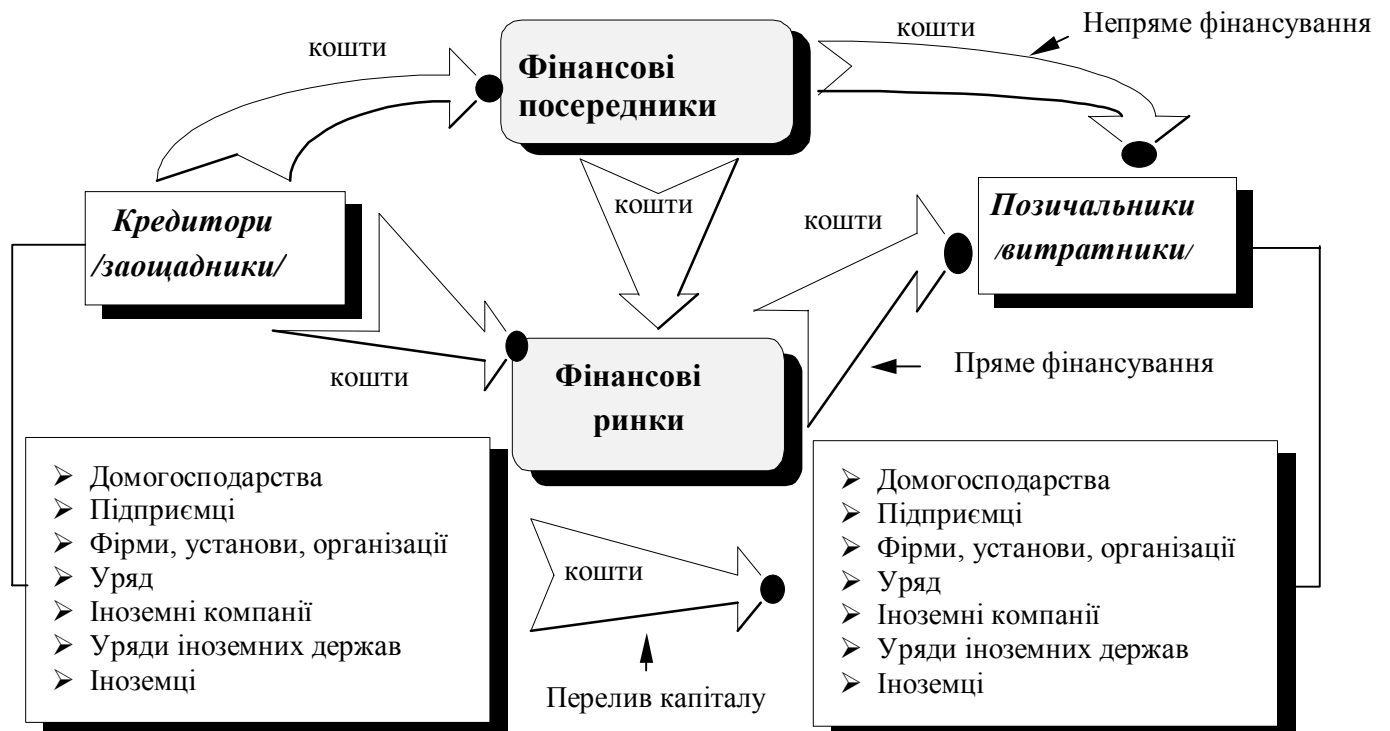 кошти
Фінансові
посередники
кошти
Непряме фінансування
Кредитори
/заощадники/
кошти
кошти
Позичальники
/витратники/
кошти
Фінансові
ринки
Пряме фінансування
➢ Домогосподарства
➢ Підприємці
➢ Фірми, установи, організації
➢ Уряд
➢ Іноземні компанії
➢ Уряди іноземних держав
➢ Іноземці
кошти
Перелив капіталу
➢ Домогосподарства
➢ Підприємці
➢ Фірми, установи, організації
➢ Уряд
➢ Іноземні компанії
➢ Уряди іноземних держав
➢ Іноземці